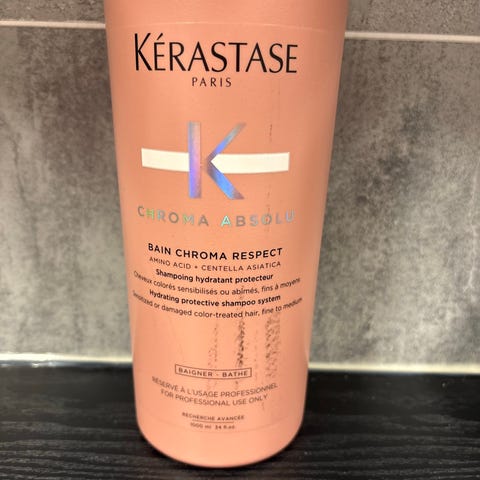 KÉRASTASE
PARIS
K
CHROMA ABSOLU
BAIN CHROMA RESPECT
AMINO ACID + CENTELLA ASIATICA
Shampoing hydratant protecteur
Cheveux colorés sensibilisés ou abîmés, fins à moyens
Hydrating protective shampoo system
Sensitized or damaged color-treated hair, fine to medium
BAIGNER - BATHE
RÉSERVÉ À L'USAGE PROFESSIONNEL
FOR PROFESSIONAL USE ONLY
RECHERCHE AVANCÉE
1000 ml 34 fl.oz.